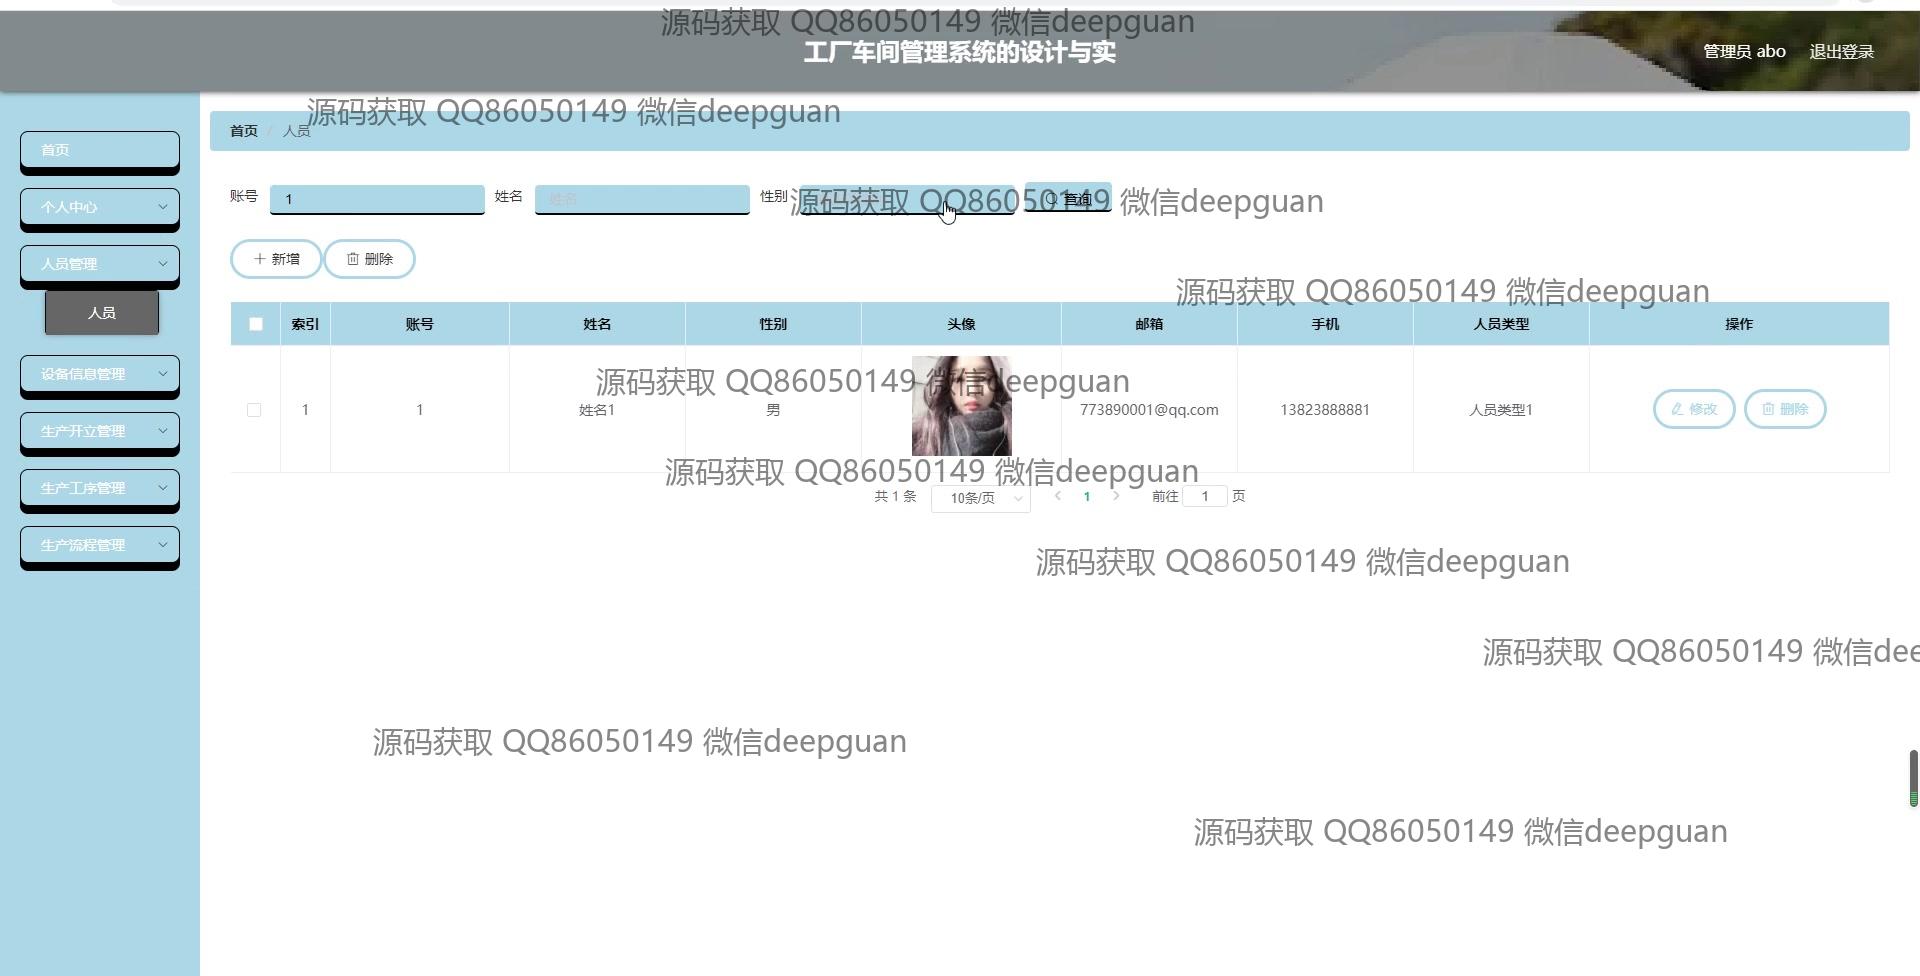 源码获取 QQ86050149 微信deepguan
工厂车间管理系统的设计与实
管理员 abo 退出登录
源码获取 QQ86050149 微信deepguan
首页 / 人员
首页
个人中心
人员管理
人员
设备信息管理
生产开立管理
生产工序管理
生产流程管理
账号 1 姓名 姓名 性别 查询
源码获取 QQ86050149 微信deepguan
新增 删除
源码获取 QQ86050149 微信deepguan
索引 账号 姓名 性别 头像 邮箱 手机 人员类型 操作
源码获取 QQ86050149 微信deepguan
1 1 姓名1 男 773890001@qq.com 13823888881 人员类型1 修改 删除
源码获取 QQ86050149 微信deepguan
共 1 条 10条/页 1 前往 1 页
源码获取 QQ86050149 微信deepguan
源码获取 QQ86050149 微信dee
源码获取 QQ86050149 微信deepguan
源码获取 QQ86050149 微信deepguan